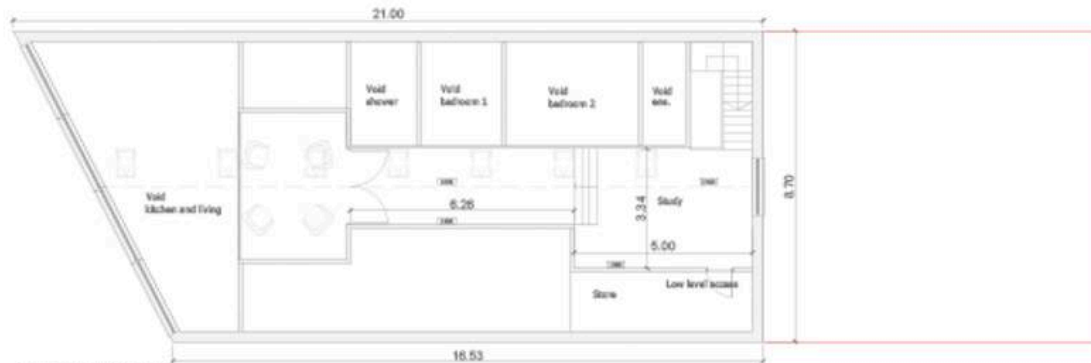 21.00
Void
shower
Void
bedroom 1
Void
bedroom 2
Void
ens.
Void
kitchen and living
6.26
3.34
Study
8.70
5.00
Low level access
Store
16.53